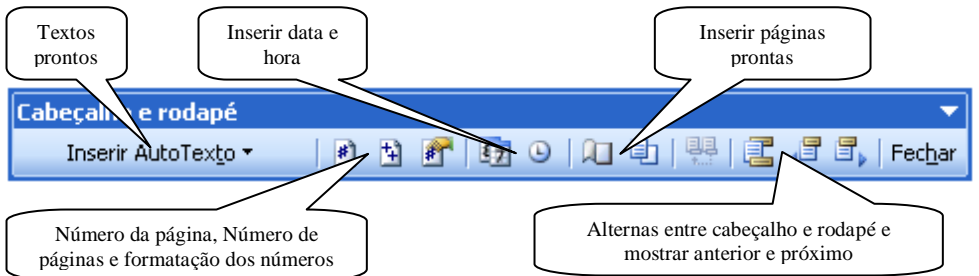 Textos
prontos
Inserir data e
hora
Inserir páginas
prontas
Cabeçalho e rodapé
Inserir AutoTexto
Fechar
Número da página, Número de
páginas e formatação dos números
Alternas entre cabeçalho e rodapé e
mostrar anterior e próximo